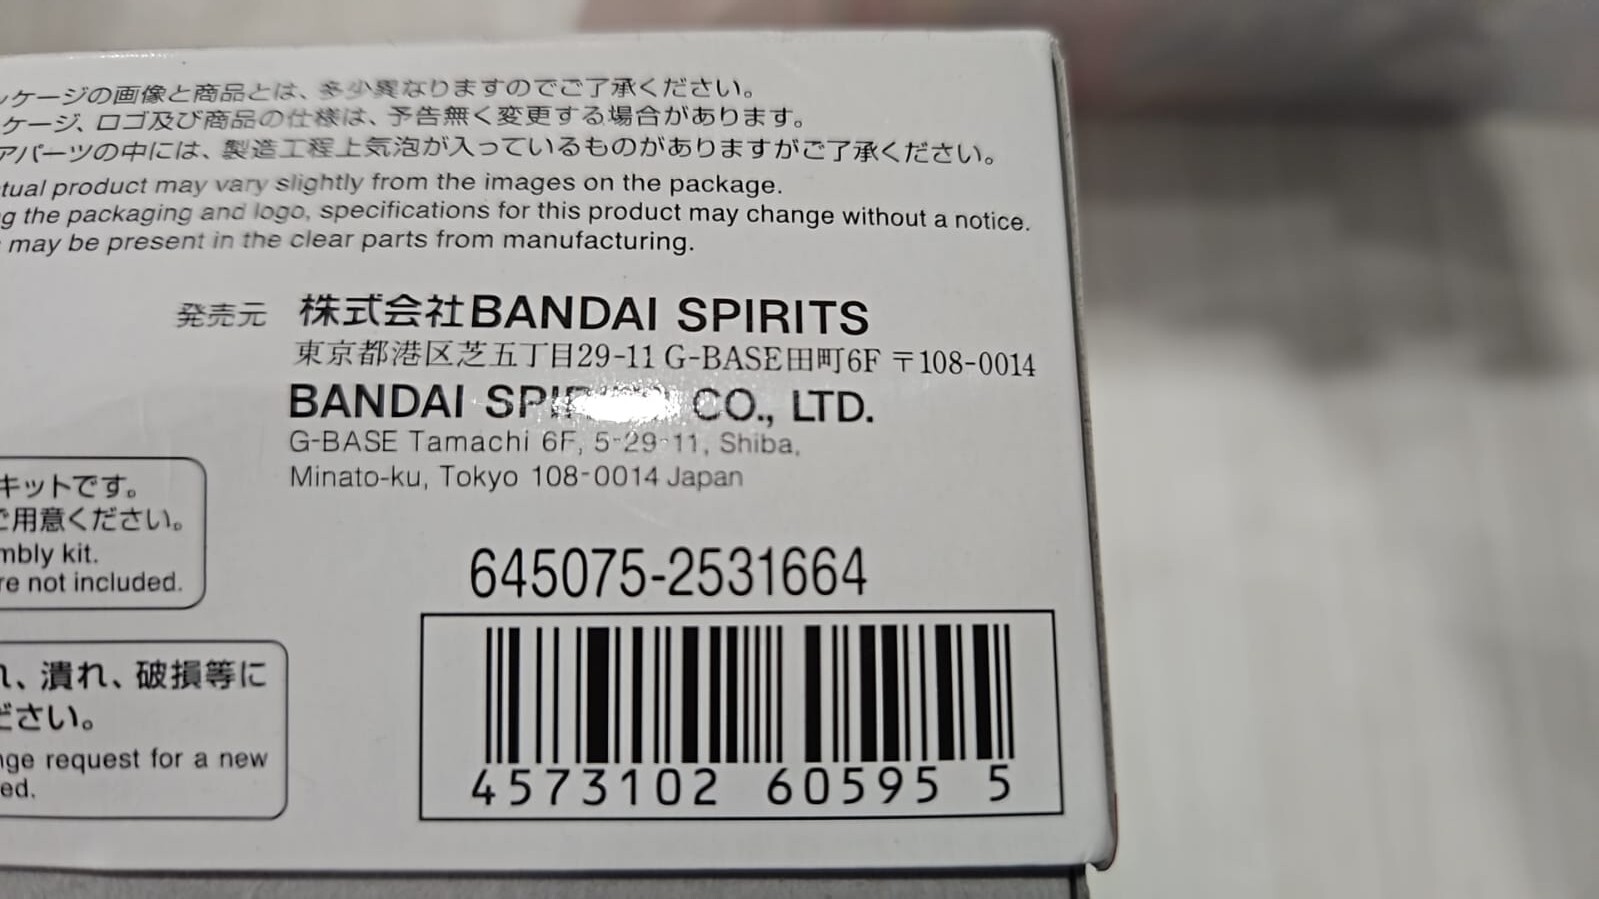 ッケージの画像と商品とは、多少異なりますのでご了承ください。
ケージ、ロゴ及び商品の仕様は、予告無く変更する場合があります。
アパーツの中には、製造工程上気泡が入っているものがありますがご了承ください。
tual product may vary slightly from the images on the package.
g the packaging and logo, specifications for this product may change without a notice.
may be present in the clear parts from manufacturing.
発売元 株式会社BANDAI SPIRITS
東京都港区芝五丁目29-11 G-BASE田町6F 〒108-0014
BANDAI SPIRITS CO., LTD.
G-BASE Tamachi 6F, 5-29-11, Shiba,
Minato-ku, Tokyo 108-0014 Japan
キットです。
ご用意ください。
mbly kit.
re not included.
645075-2531664
れ、潰れ、破損等に
ださい。
nge request for a new
ed.
4573102 60595 5